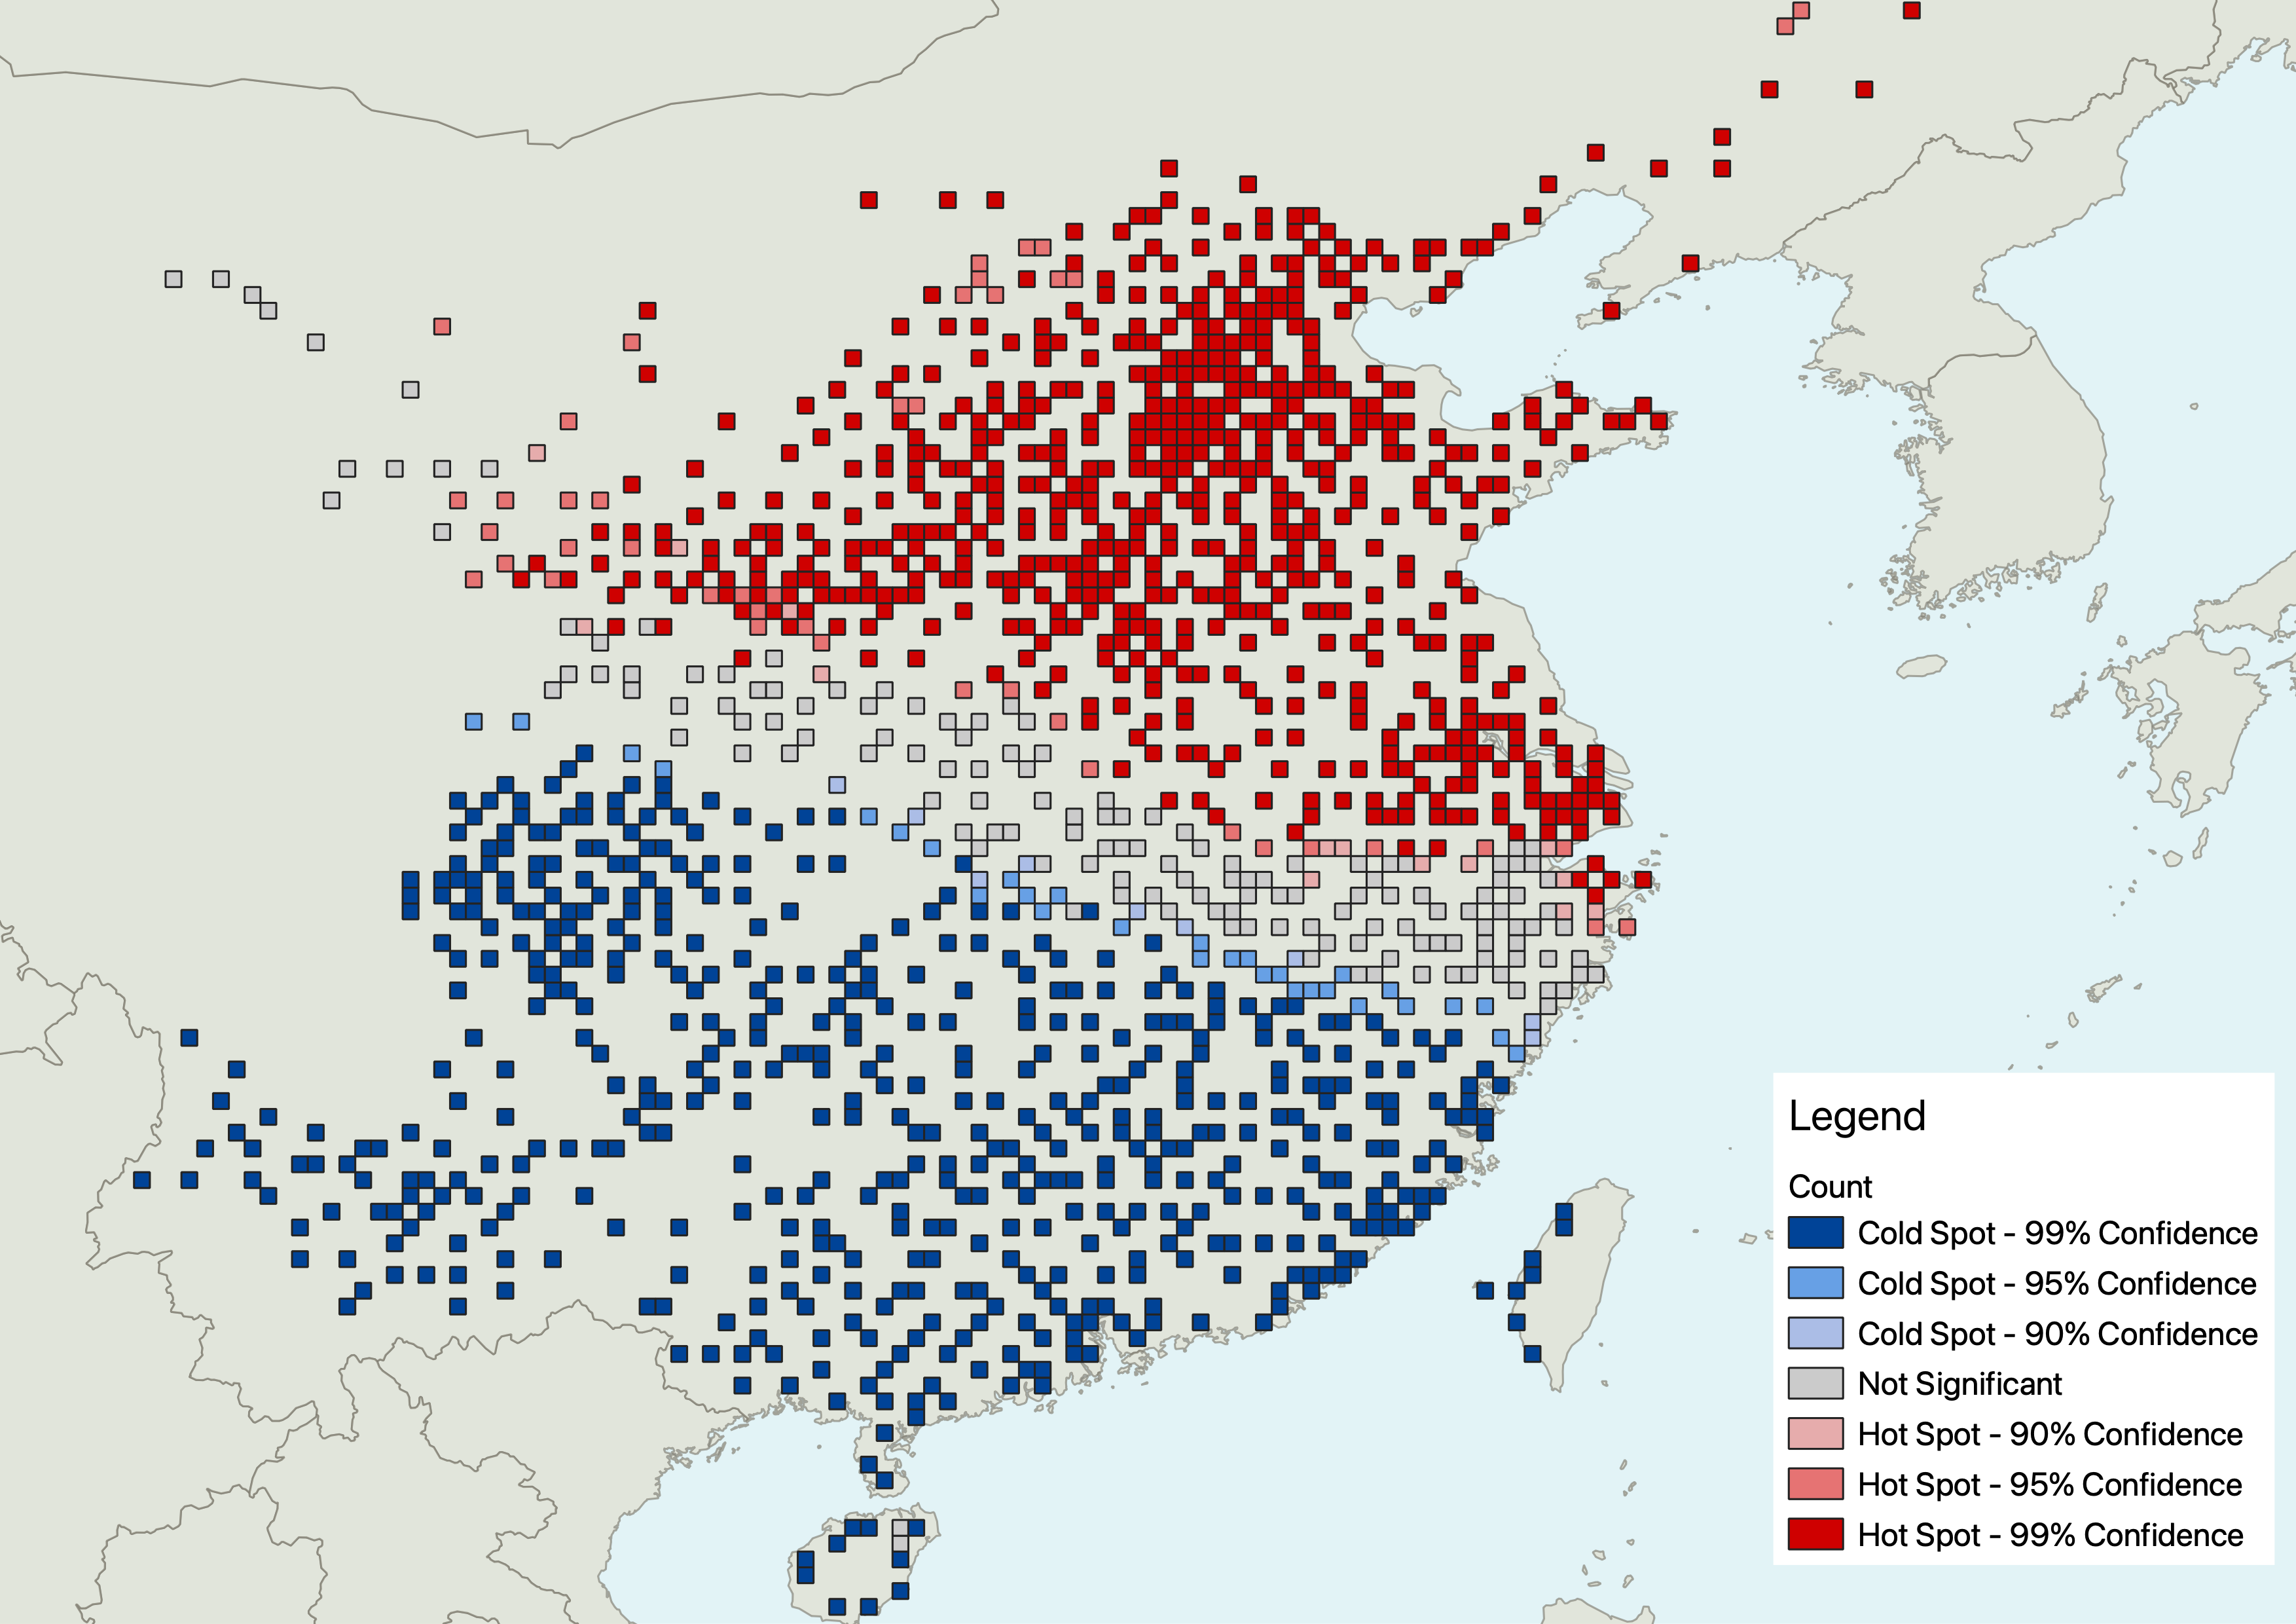 Legend
Count
Cold Spot - 99% Confidence
Cold Spot - 95% Confidence
Cold Spot - 90% Confidence
Not Significant
Hot Spot - 90% Confidence
Hot Spot - 95% Confidence
Hot Spot - 99% Confidence